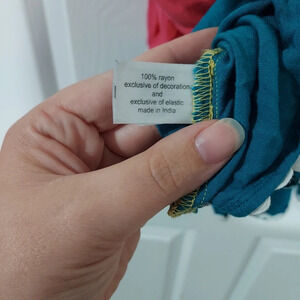 100% rayon
exclusive of decoration
and
exclusive of elastic
made in India